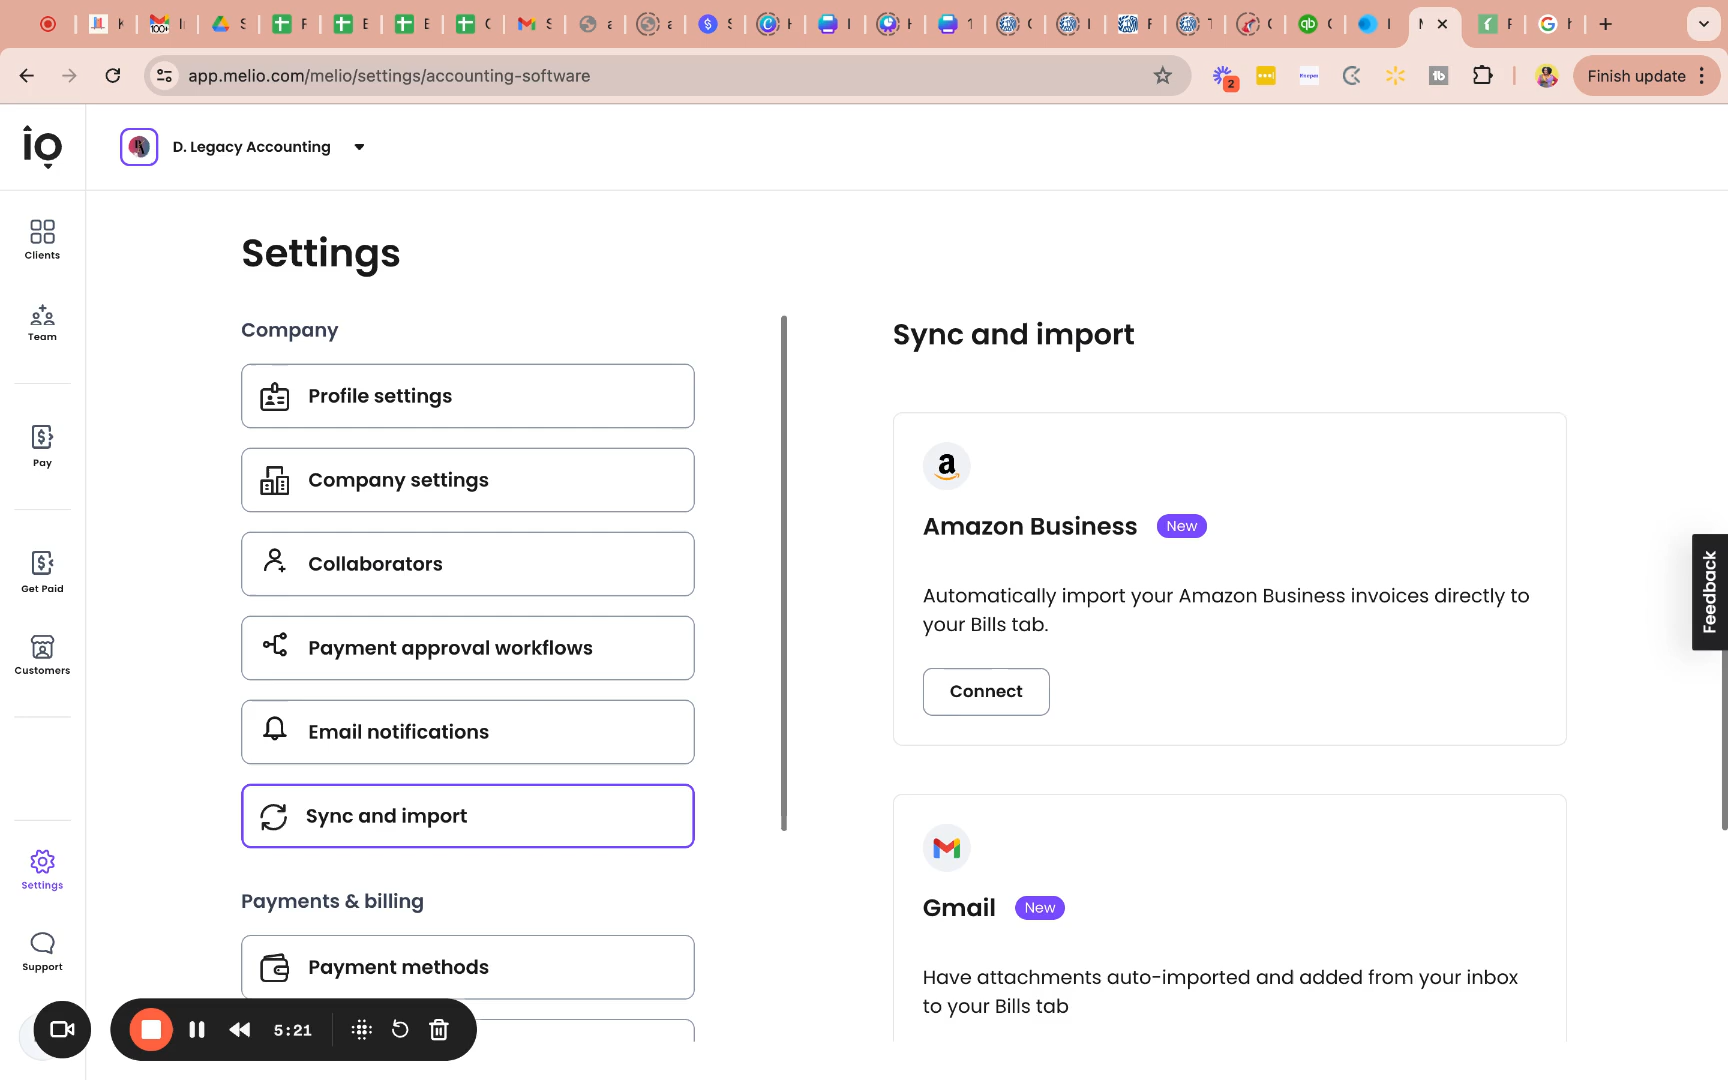 app.melio.com/melio/settings/accounting-software
2
Finish update
io
D. Legacy Accounting
Clients
Team
Pay
Get Paid
Customers
Settings
Support
Settings
Company
Profile settings
Company settings
Collaborators
Payment approval workflows
Email notifications
Sync and import
Payments & billing
Payment methods
5:21
Sync and import
Amazon Business New
Automatically import your Amazon Business invoices directly to
your Bills tab.
Connect
Gmail New
Have attachments auto-imported and added from your inbox
to your Bills tab
Feedback